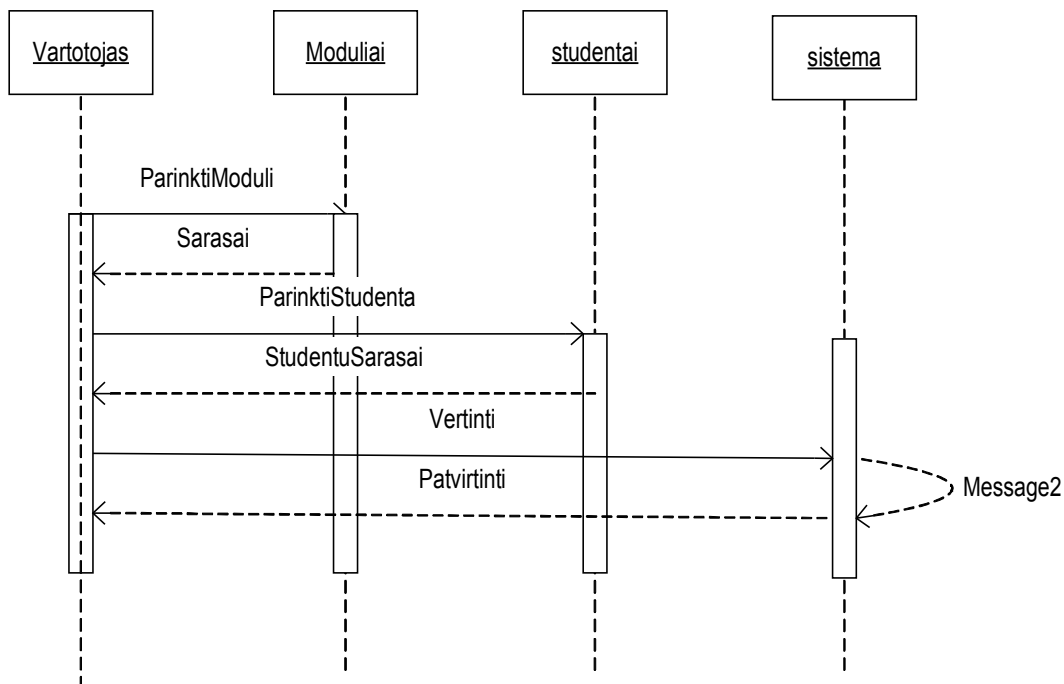 Vartotojas
Moduliai
studentai
sistema
ParinktiModuli
Sarasai
ParinktiStudenta
StudentuSarasai
Vertinti
Patvirtinti
Message2